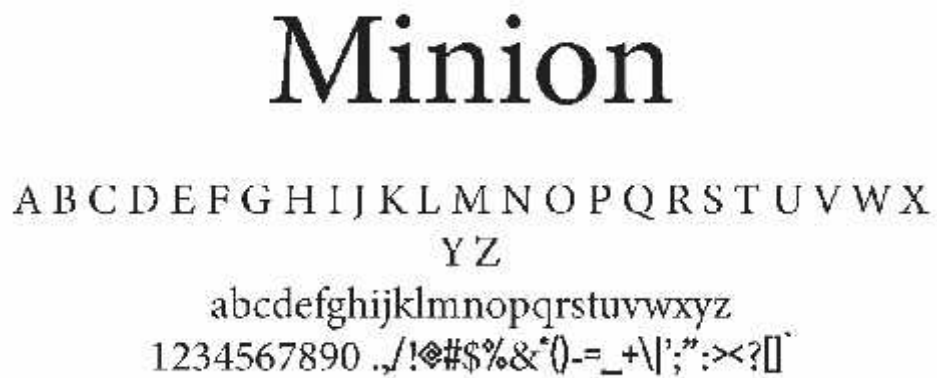 Minion
A B C D E F G H I J K L M N O P Q R S T U V W X
Y Z
abcdefghijklmnopqrstuvwxyz
1234567890 .,/!@#$%&*()-=_+\|';":><?[]`